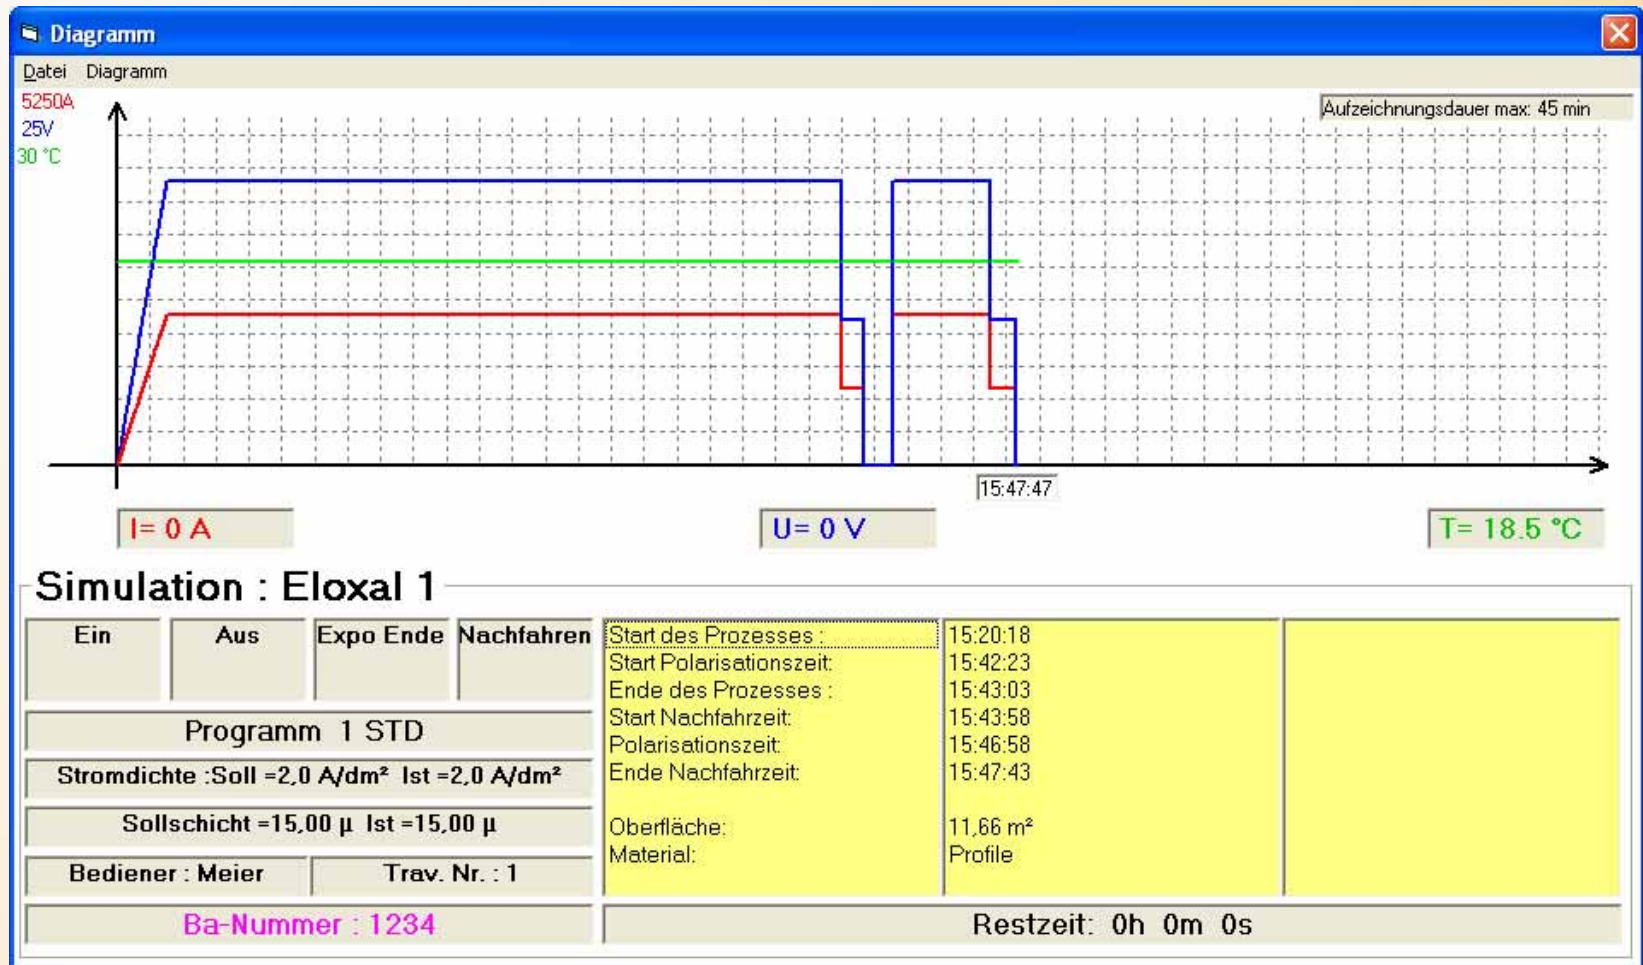 Diagramm
Datei Diagramm
5250A
25V
30 °C
Aufzeichnungsdauer max: 45 min
15:47:47
I= 0 A
U= 0 V
T= 18.5 °C
Simulation : Eloxal 1
Ein Aus Expo Ende Nachfahren
Programm 1 STD
Stromdichte :Soll =2,0 A/dm² Ist =2,0 A/dm²
Sollschicht =15,00 µ Ist =15,00 µ
Bediener : Meier Trav. Nr. : 1
Ba-Nummer : 1234
Start des Prozesses : 15:20:18
Start Polarisationszeit: 15:42:23
Ende des Prozesses : 15:43:03
Start Nachfahrzeit: 15:43:58
Polarisationszeit: 15:46:58
Ende Nachfahrzeit: 15:47:43
Oberfläche: 11,66 m²
Material: Profile
Restzeit: 0h 0m 0s